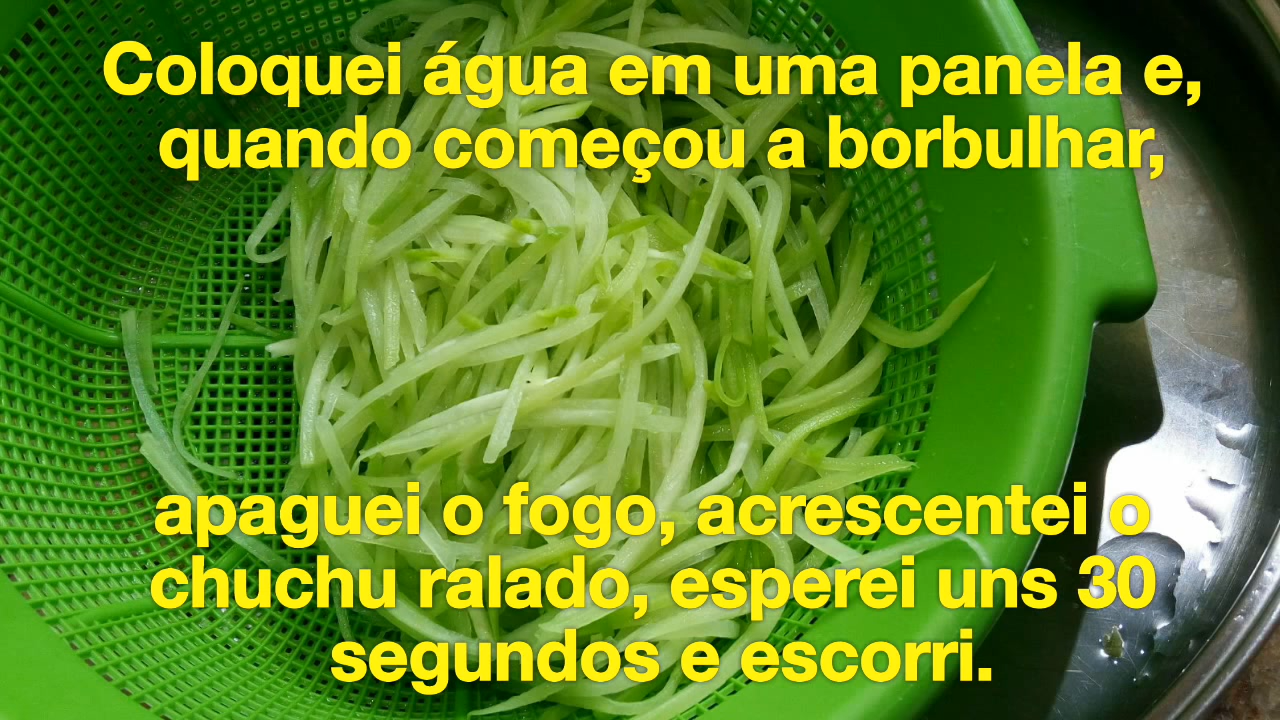 Coloquei água em uma panela e,
quando começou a borbulhar,
apaguei o fogo, acrescentei o
chuchu ralado, esperei uns 30
segundos e escorri.